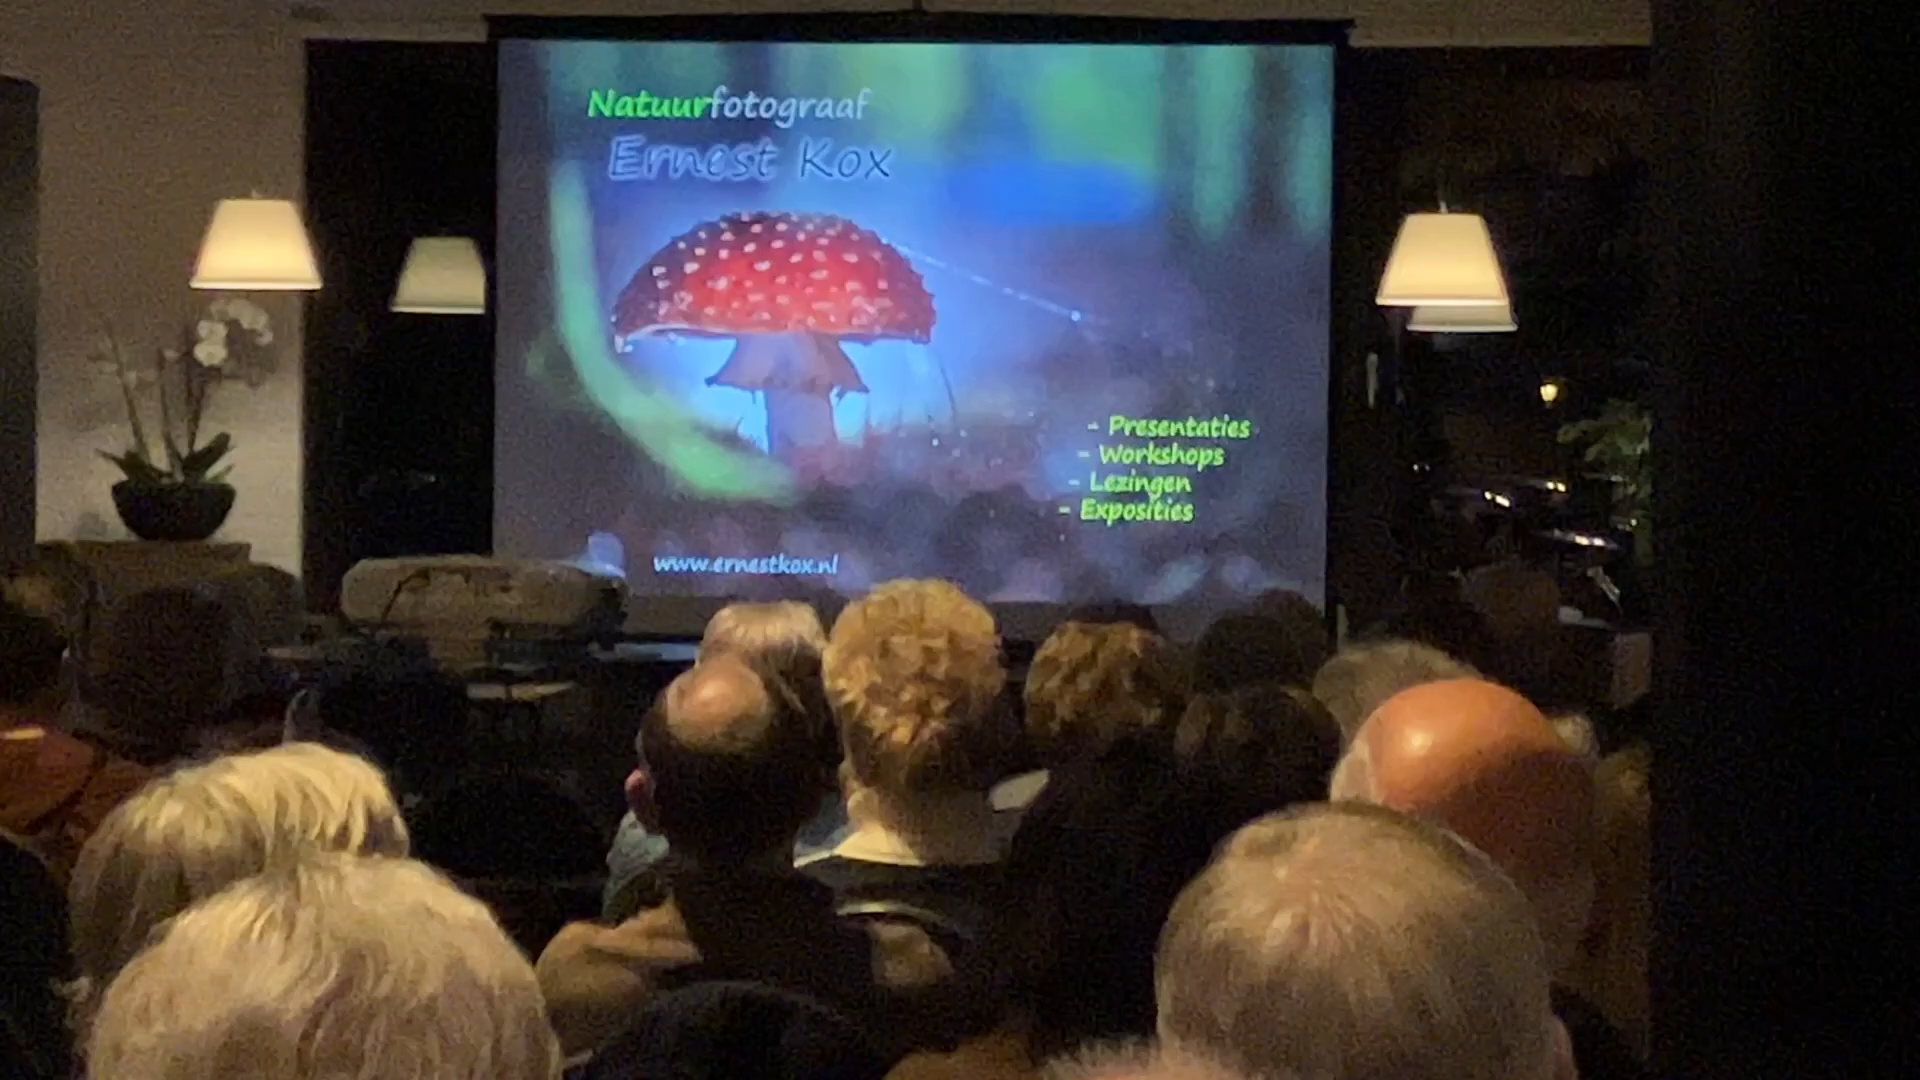 Natuurfotograaf
Ernest Kox
- Presentaties
- Workshops
- Lezingen
- Exposities
www.ernestkox.nl